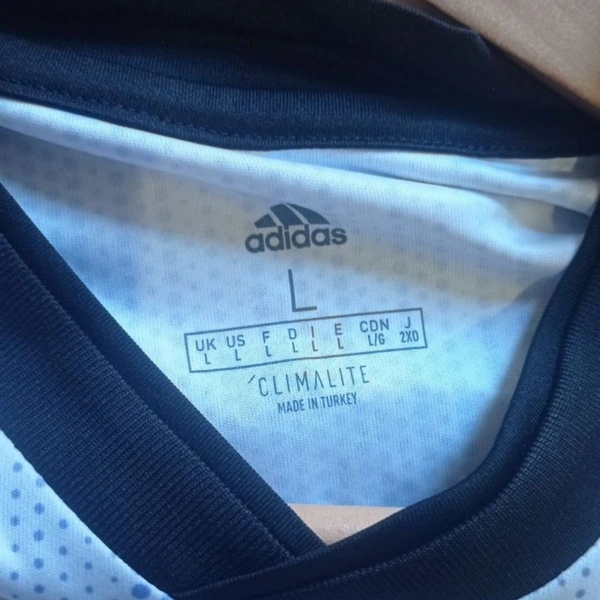 adidas
L
UK US F D I E CDN J
L L L L L L L/G 2XO
CLIMALITE
MADE IN TURKEY